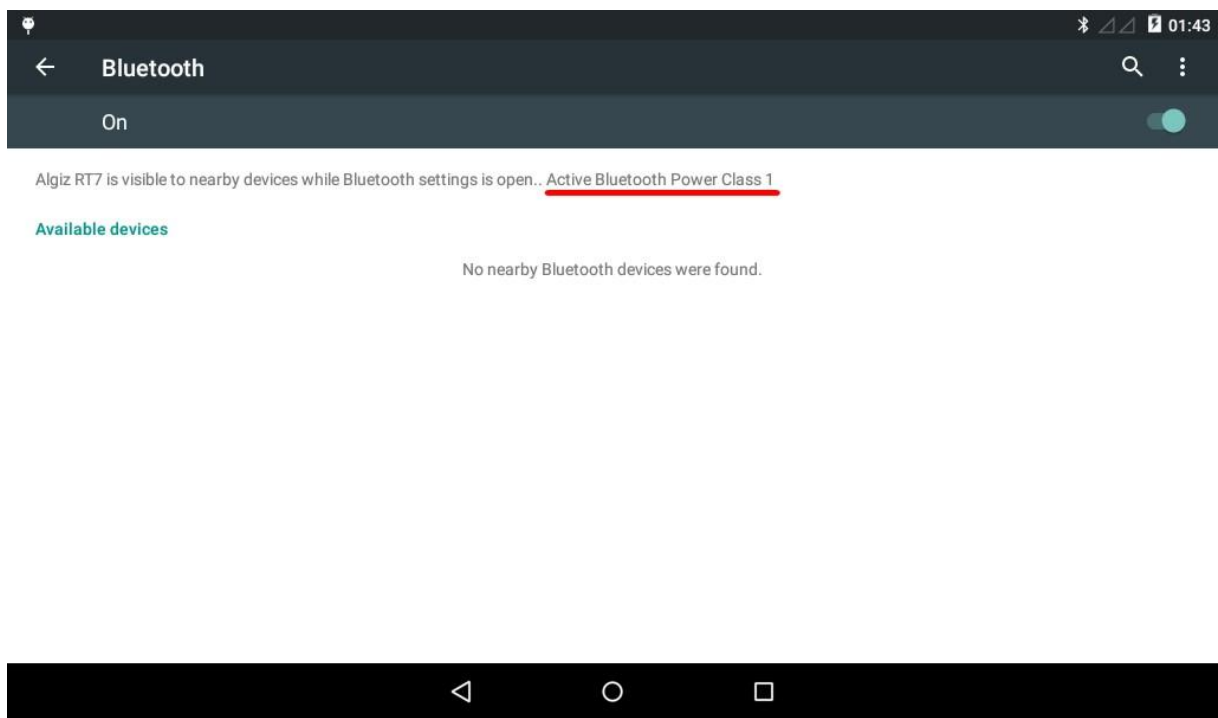 01:43
Bluetooth
On
Algiz RT7 is visible to nearby devices while Bluetooth settings is open.. Active Bluetooth Power Class 1
Available devices
No nearby Bluetooth devices were found.